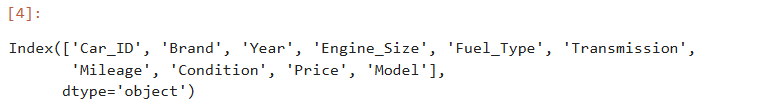 [4]:
Index(['Car_ID', 'Brand', 'Year', 'Engine_Size', 'Fuel_Type', 'Transmission',
'Mileage', 'Condition', 'Price', 'Model'],
dtype='object')